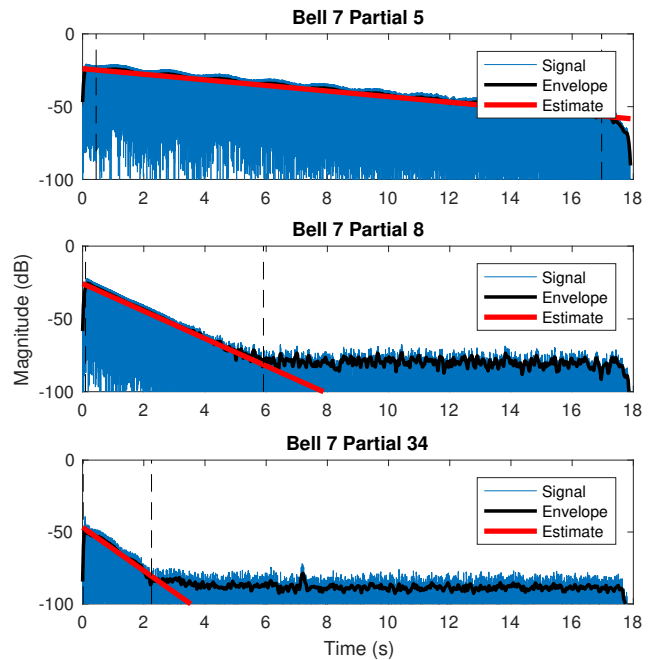 Bell 7 Partial 5
0
-50
-100
Signal
Envelope
Estimate
0 2 4 6 8 10 12 14 16 18
Bell 7 Partial 8
Magnitude (dB)
0
-50
-100
Signal
Envelope
Estimate
0 2 4 6 8 10 12 14 16 18
Bell 7 Partial 34
0
-50
-100
Signal
Envelope
Estimate
0 2 4 6 8 10 12 14 16 18
Time (s)